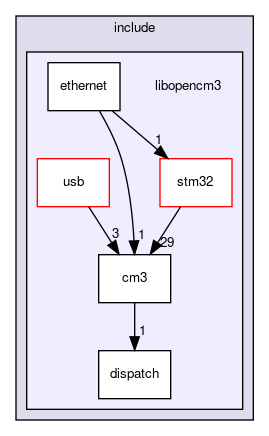 include
ethernet
libopencm3
1
usb
stm32
3
1
29
cm3
1
dispatch